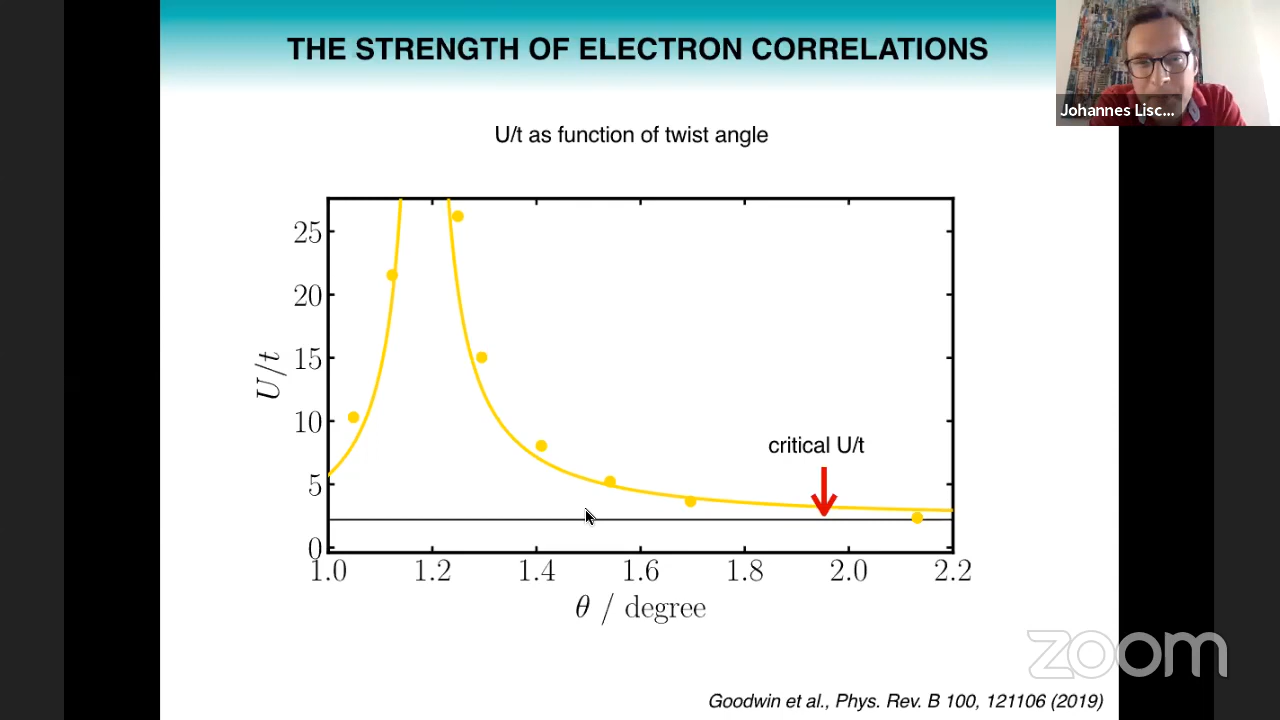 THE STRENGTH OF ELECTRON CORRELATIONS
Johannes Lisc...
U/t as function of twist angle
25
20
15
10
5
0
U/t
critical U/t
1.0 1.2 1.4 1.6 1.8 2.0 2.2
θ / degree
zoom
Goodwin et al., Phys. Rev. B 100, 121106 (2019)